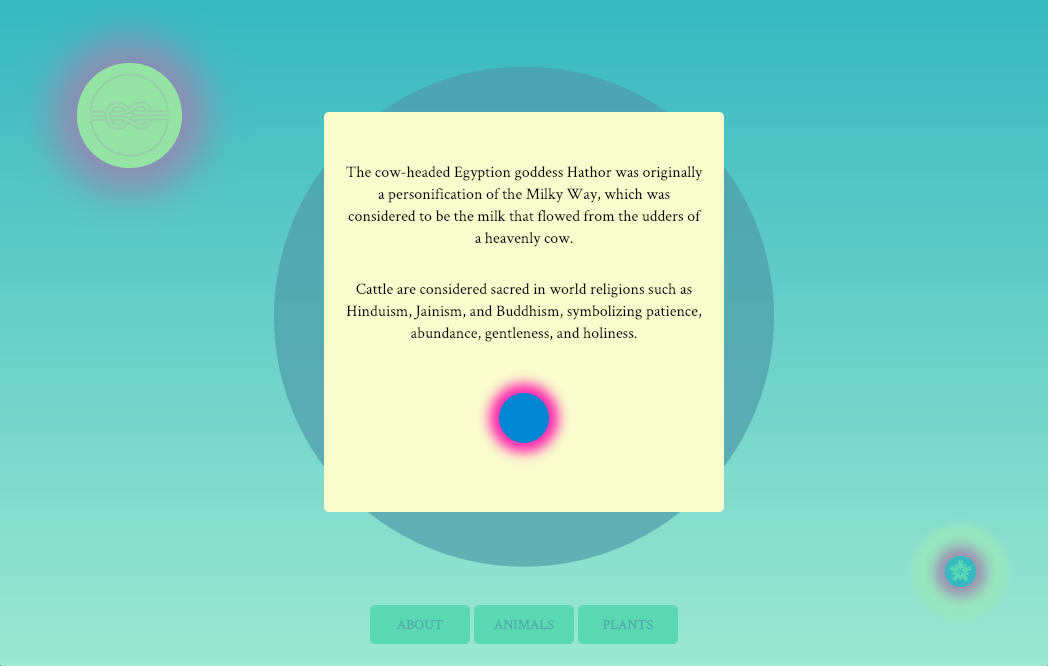 The cow-headed Egyption goddess Hathor was originally
a personification of the Milky Way, which was
considered to be the milk that flowed from the udders of
a heavenly cow.
Cattle are considered sacred in world religions such as
Hinduism, Jainism, and Buddhism, symbolizing patience,
abundance, gentleness, and holiness.
ABOUT ANIMALS PLANTS